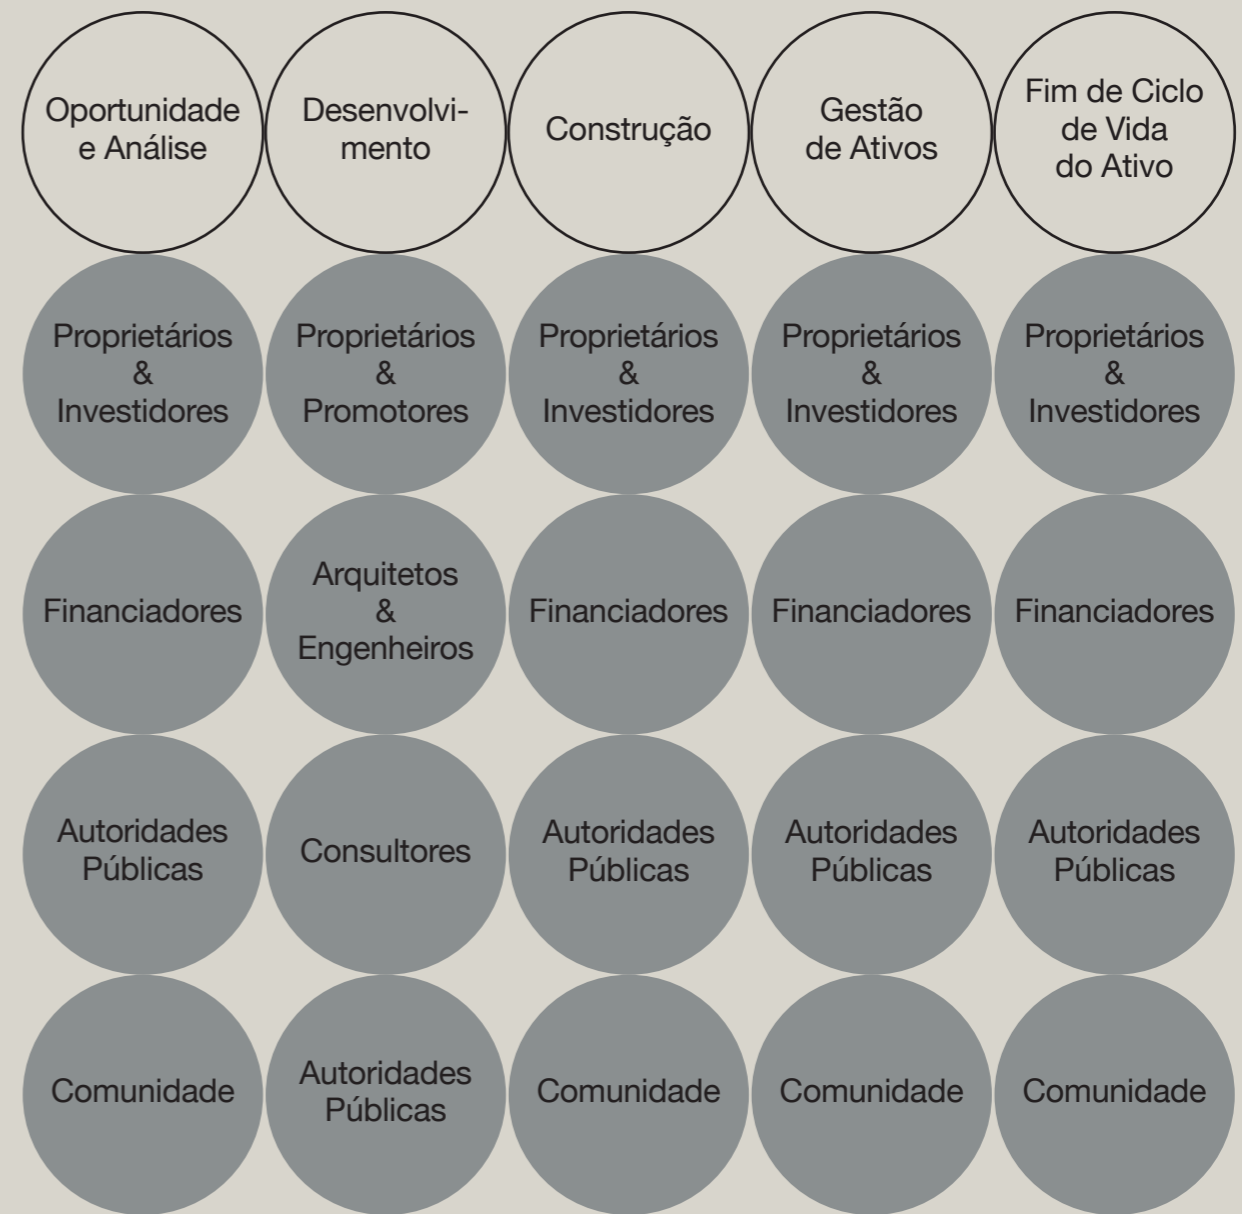 Oportunidade
e Análise
Desenvolvi-
mento
Construção
Gestão
de Ativos
Fim de Ciclo
de Vida
do Ativo
Proprietários
&
Investidores
Proprietários
&
Promotores
Proprietários
&
Investidores
Proprietários
&
Investidores
Proprietários
&
Investidores
Financiadores
Arquitetos
&
Engenheiros
Financiadores
Financiadores
Financiadores
Autoridades
Públicas
Consultores
Autoridades
Públicas
Autoridades
Públicas
Autoridades
Públicas
Comunidade
Autoridades
Públicas
Comunidade
Comunidade
Comunidade